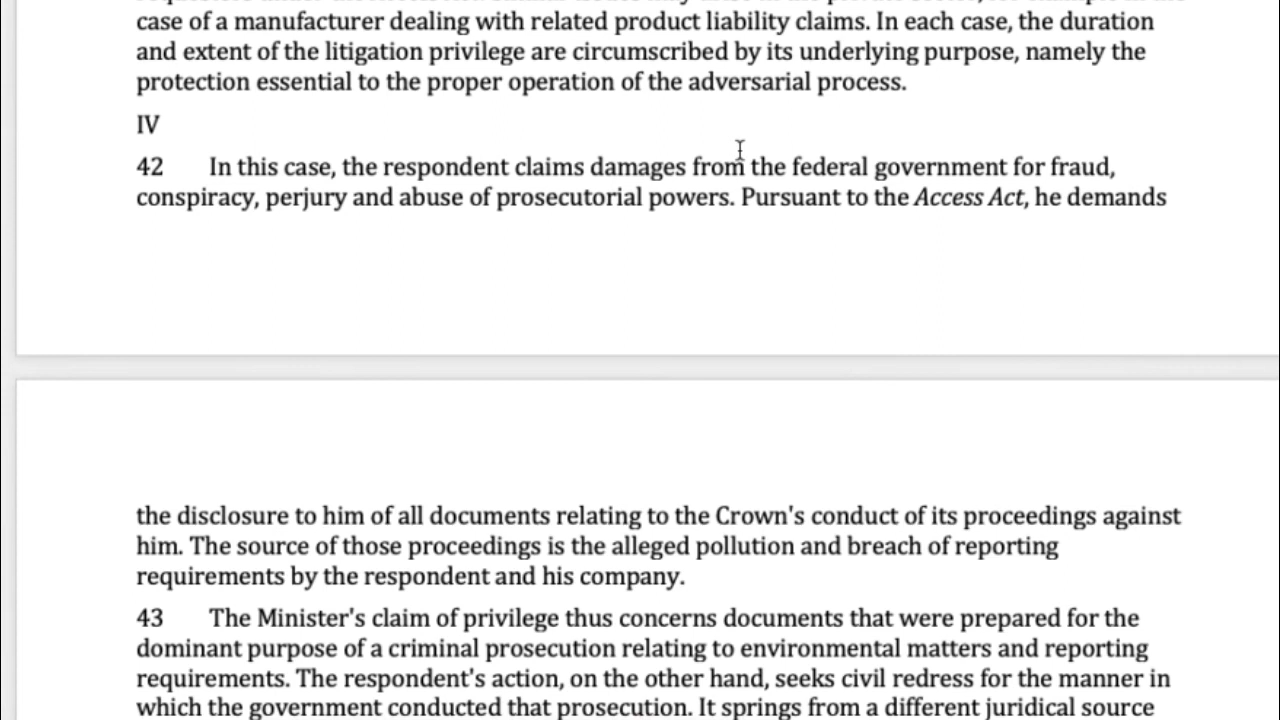 case of a manufacturer dealing with related product liability claims. In each case, the duration
and extent of the litigation privilege are circumscribed by its underlying purpose, namely the
protection essential to the proper operation of the adversarial process.
IV
42 In this case, the respondent claims damages from the federal government for fraud,
conspiracy, perjury and abuse of prosecutorial powers. Pursuant to the Access Act, he demands
the disclosure to him of all documents relating to the Crown's conduct of its proceedings against
him. The source of those proceedings is the alleged pollution and breach of reporting
requirements by the respondent and his company.
43 The Minister's claim of privilege thus concerns documents that were prepared for the
dominant purpose of a criminal prosecution relating to environmental matters and reporting
requirements. The respondent's action, on the other hand, seeks civil redress for the manner in
which the government conducted that prosecution. It springs from a different juridical source